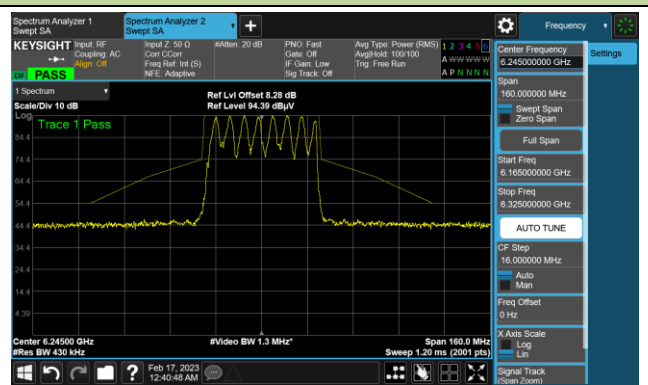 Spectrum Analyzer 1
Swept SA
Spectrum Analyzer 2
Swept SA
+
Frequency
KEYSIGHT
Input: RF
Coupling: AC
Align: Off
Input Z: 50 Ω
Corr CCorr
Freq Ref: Int (S)
NFE: Adaptive
#Atten: 20 dB
PNO: Fast
Gate: Off
IF Gain: Low
Sig Track: Off
Avg Type: Power (RMS)
Avg|Hold: 100/100
Trig: Free Run
1 2 3 4 5 6
A W W W W W
A P N N N N
PASS
1 Spectrum
Scale/Div 10 dB
Ref Lvl Offset 8.28 dB
Ref Level 94.39 dBµV
Log
Trace 1 Pass
84.4
74.4
64.4
54.4
44.4
34.4
24.4
14.4
4.39
Center 6.24500 GHz
#Res BW 430 kHz
#Video BW 1.3 MHz*
Span 160.0 MHz
Sweep 1.20 ms (2001 pts)
Center Frequency
6.245000000 GHz
Settings
Span
160.000000 MHz
Swept Span
Zero Span
Full Span
Start Freq
6.165000000 GHz
Stop Freq
6.325000000 GHz
AUTO TUNE
CF Step
16.000000 MHz
Auto
Man
Freq Offset
0 Hz
X Axis Scale
Log
Lin
Signal Track
(Span Zoom)
?
Feb 17, 2023
12:40:48 AM